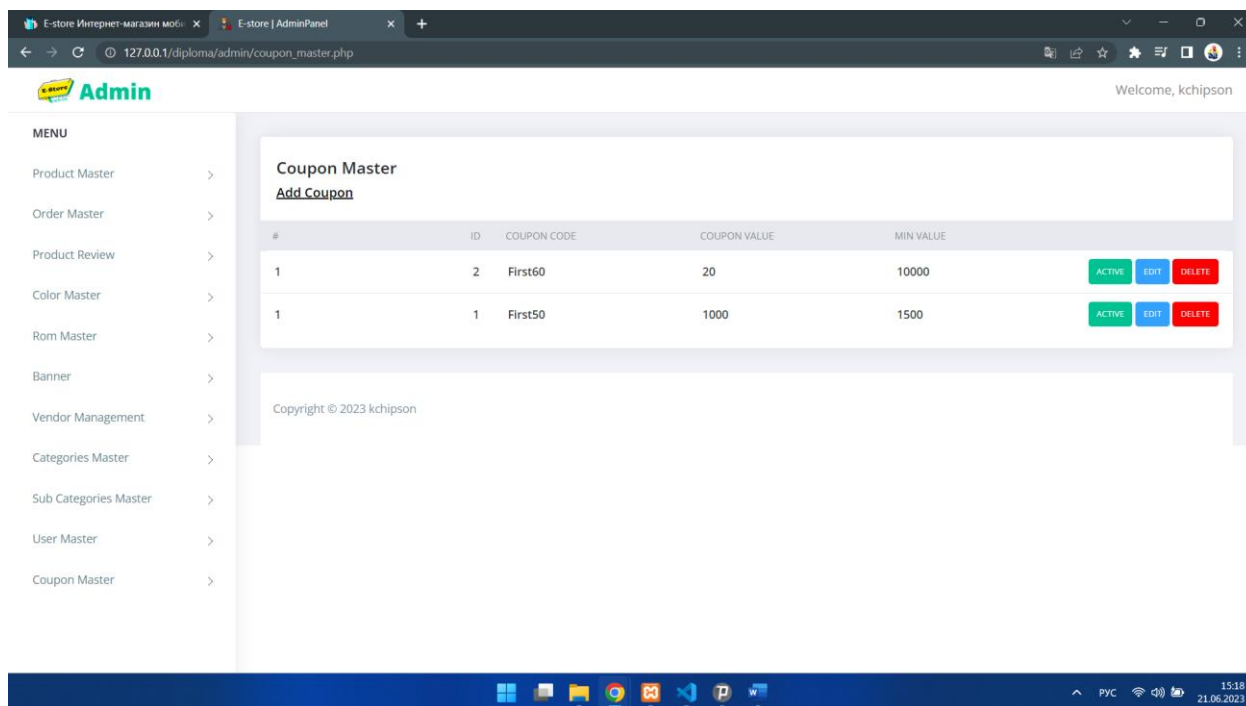 E-store Интернет-магазин моби
E-store | AdminPanel
127.0.0.1/diploma/admin/coupon_master.php
E-STORE Admin
Welcome, kchipson
MENU
Product Master
Order Master
Product Review
Color Master
Rom Master
Banner
Vendor Management
Categories Master
Sub Categories Master
User Master
Coupon Master
Coupon Master
Add Coupon
# ID COUPON CODE COUPON VALUE MIN VALUE
1 2 First60 20 10000 ACTIVE EDIT DELETE
1 1 First50 1000 1500 ACTIVE EDIT DELETE
Copyright © 2023 kchipson
РУС 15:18
21.06.2023